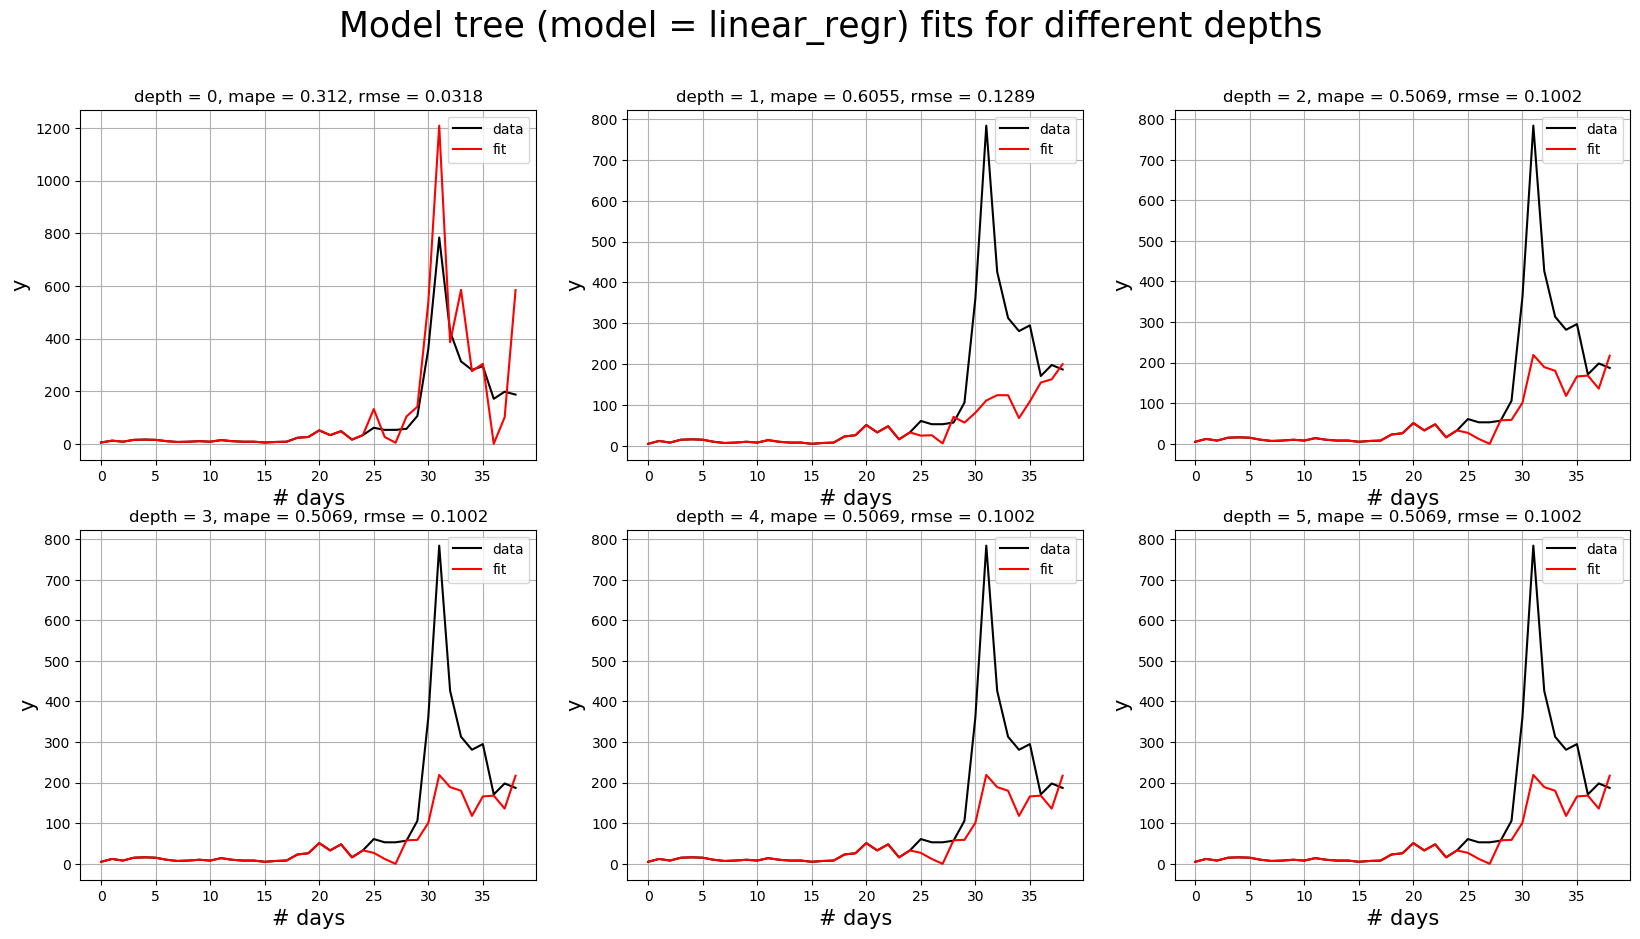 Model tree (model = linear_regr) fits for different depths
depth = 0, mape = 0.312, rmse = 0.0318
1200
1000
800
600
400
200
0
y
data
fit
0 5 10 15 20 25 30 35
# days
depth = 1, mape = 0.6055, rmse = 0.1289
800
700
600
500
400
300
200
100
0
y
data
fit
0 5 10 15 20 25 30 35
# days
depth = 2, mape = 0.5069, rmse = 0.1002
800
700
600
500
400
300
200
100
0
y
data
fit
0 5 10 15 20 25 30 35
# days
depth = 3, mape = 0.5069, rmse = 0.1002
800
700
600
500
400
300
200
100
0
y
data
fit
0 5 10 15 20 25 30 35
# days
depth = 4, mape = 0.5069, rmse = 0.1002
800
700
600
500
400
300
200
100
0
y
data
fit
0 5 10 15 20 25 30 35
# days
depth = 5, mape = 0.5069, rmse = 0.1002
800
700
600
500
400
300
200
100
0
y
data
fit
0 5 10 15 20 25 30 35
# days